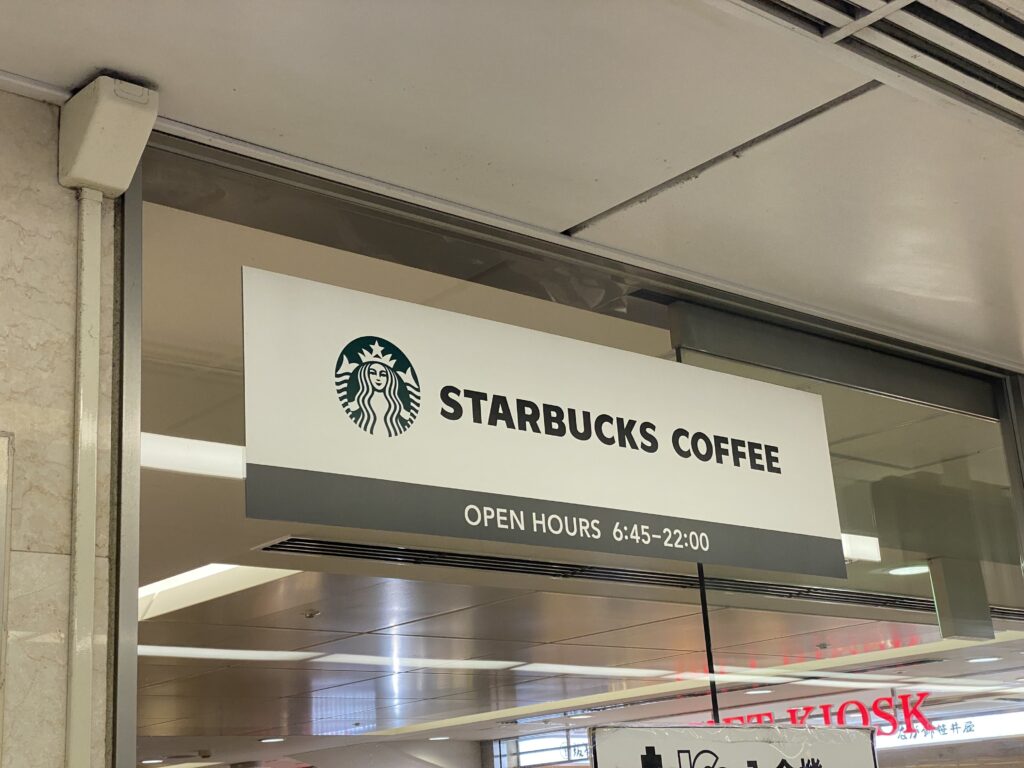 STARBUCKS COFFEE
OPEN HOURS 6:45-22:00
KIOSK